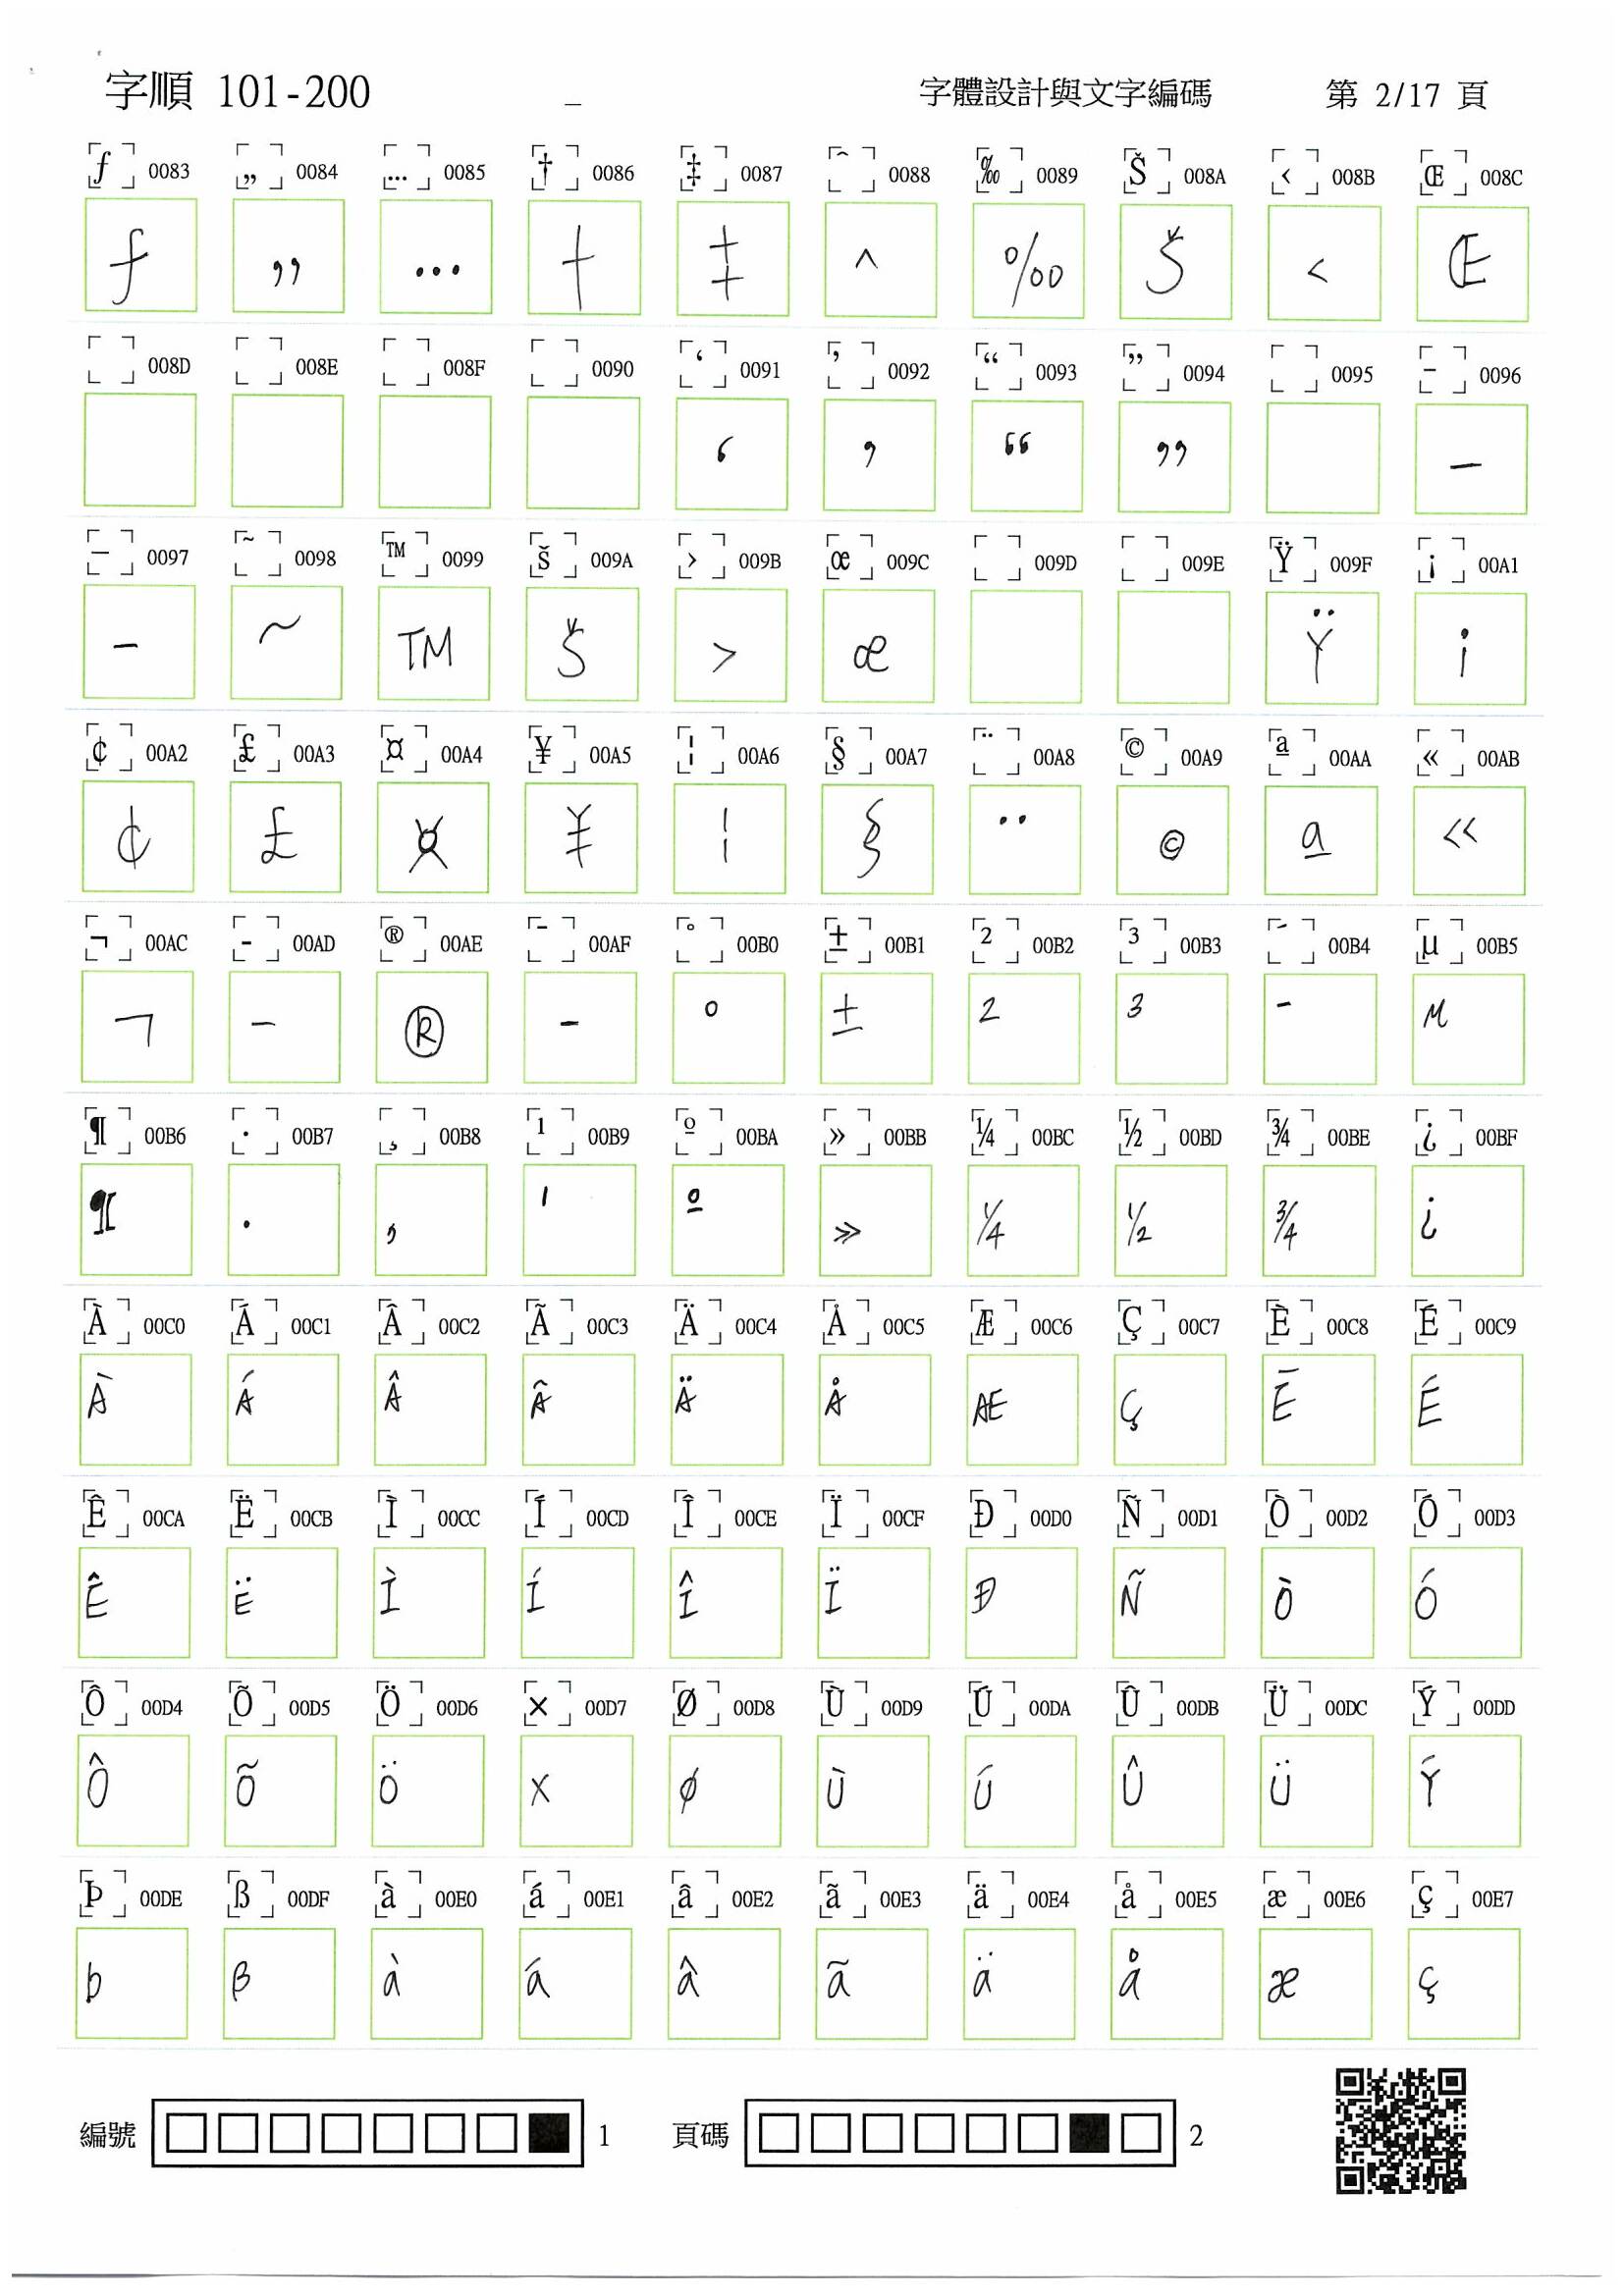 字順 101-200 _ 字體設計與文字編碼 第 2/17 頁
ƒ 0083 „ 0084 … 0085 † 0086 ‡ 0087 ˆ 0088 ‰ 0089 Š 008A ‹ 008B Œ 008C
ƒ „ … † ‡ ^ ‰ Š ‹ Œ
008D 008E 008F 0090 ‘ 0091 ’ 0092 “ 0093 ” 0094 0095 – 0096
‘ ’ “ ” –
— 0097 ˜ 0098 ™ 0099 š 009A › 009B œ 009C 009D 009E Ÿ 009F ¡ 00A1
— ~ TM š › œ Ÿ i
¢ 00A2 £ 00A3 ¤ 00A4 ¥ 00A5 ¦ 00A6 § 00A7 ¨ 00A8 © 00A9 ª 00AA « 00AB
¢ £ ¤ ¥ ¦ § ¨ © ª «
¬ 00AC - 00AD ® 00AE ¯ 00AF ° 00B0 ± 00B1 ² 00B2 ³ 00B3 ´ 00B4 µ 00B5
¬ - ® ¯ ° ± ² ³ ´ µ
¶ 00B6 · 00B7 ¸ 00B8 ¹ 00B9 º 00BA » 00BB ¼ 00BC ½ 00BD ¾ 00BE ¿ 00BF
¶ · ¸ ¹ º » ¼ ½ ¾ ¿
À 00C0 Á 00C1 Â 00C2 Ã 00C3 Ä 00C4 Å 00C5 Æ 00C6 Ç 00C7 È 00C8 É 00C9
À Á Â Ã Ä Å Æ Ç È É
Ê 00CA Ë 00CB Ì 00CC Í 00CD Î 00CE Ï 00CF Ð 00D0 Ñ 00D1 Ò 00D2 Ó 00D3
Ê Ë Ì Í Î Ï Ð Ñ Ò Ó
Ô 00D4 Õ 00D5 Ö 00D6 × 00D7 Ø 00D8 Ù 00D9 Ú 00DA Û 00DB Ü 00DC Ý 00DD
Ô Õ Ö × Ø Ù Ú Û Ü Ý
Þ 00DE ß 00DF à 00E0 á 00E1 â 00E2 ã 00E3 ä 00E4 å 00E5 æ 00E6 ç 00E7
þ ß à á â ã ä å æ ç
編號 1 頁碼 2